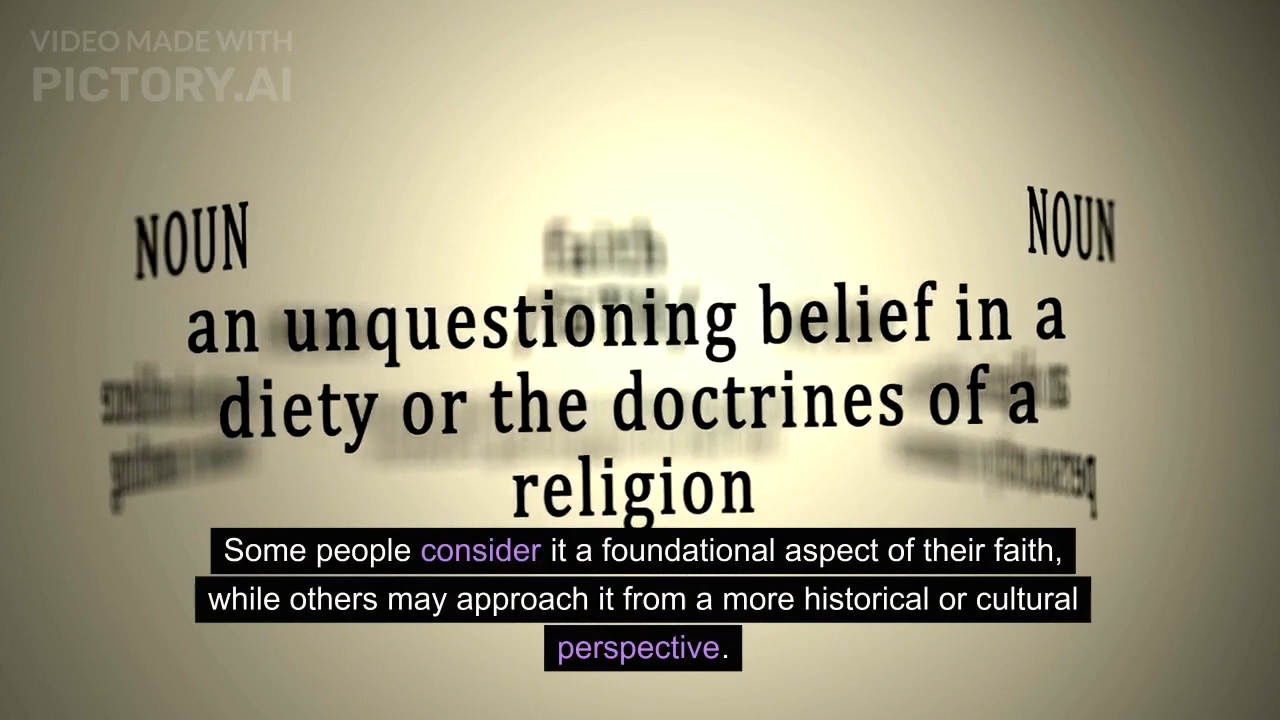 VIDEO MADE WITH
PICTORY.AI
NOUN
NOUN
faith
an unquestioning belief in a
diety or the doctrines of a
religion
Some people consider it a foundational aspect of their faith,
while others may approach it from a more historical or cultural
perspective.